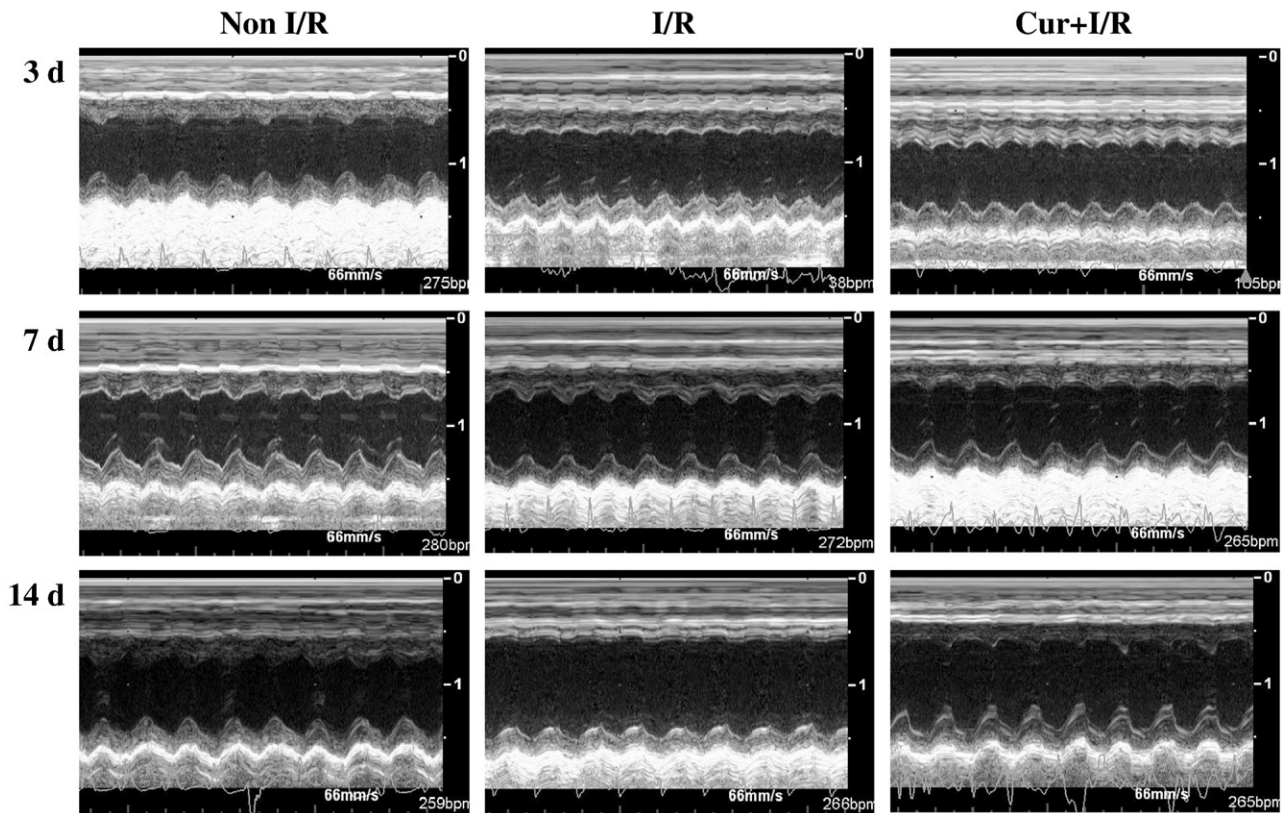 Non I/R I/R Cur+I/R
3 d
0 0 0
1 1 1
66mm/s 66mm/s 66mm/s
275bpm 38bpm 105bpm
7 d
0 0 0
1 1 1
66mm/s 66mm/s 66mm/s
280bpm 272bpm 265bpm
14 d
0 0 0
1 1 1
66mm/s 66mm/s 66mm/s
259bpm 266bpm 265bpm